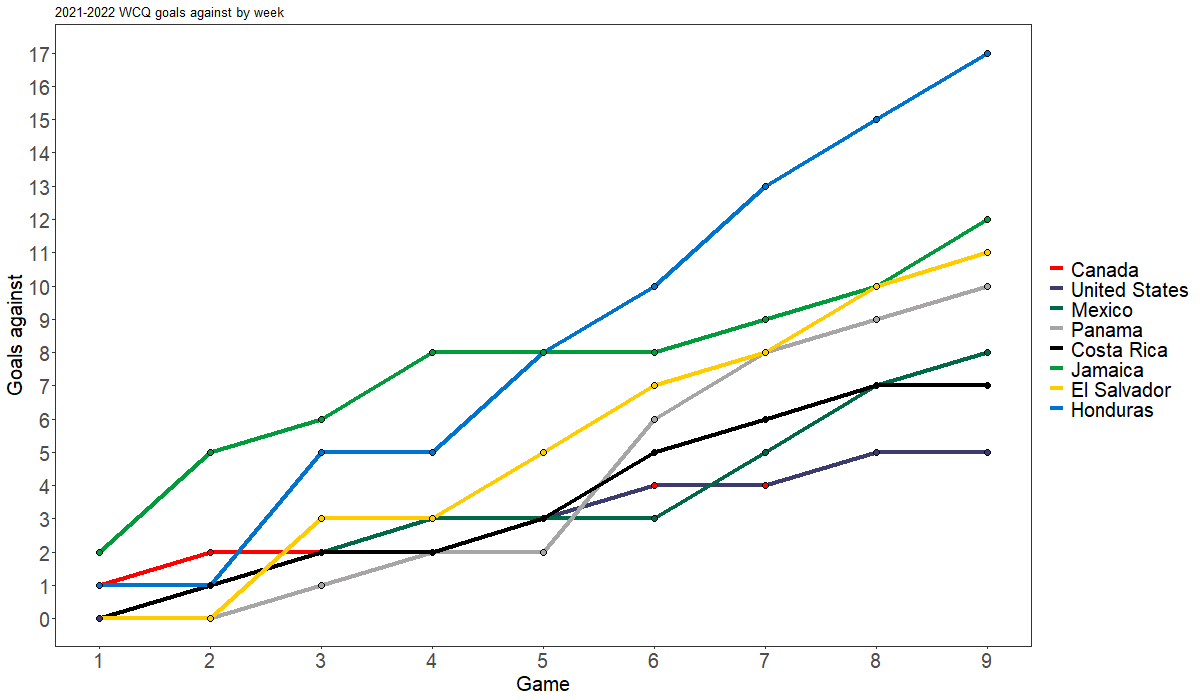 2021-2022 WCQ goals against by week
Goals against
17
16
15
14
13
12
11
10
9
8
7
6
5
4
3
2
1
0
1 2 3 4 5 6 7 8 9
Game
Canada
United States
Mexico
Panama
Costa Rica
Jamaica
El Salvador
Honduras